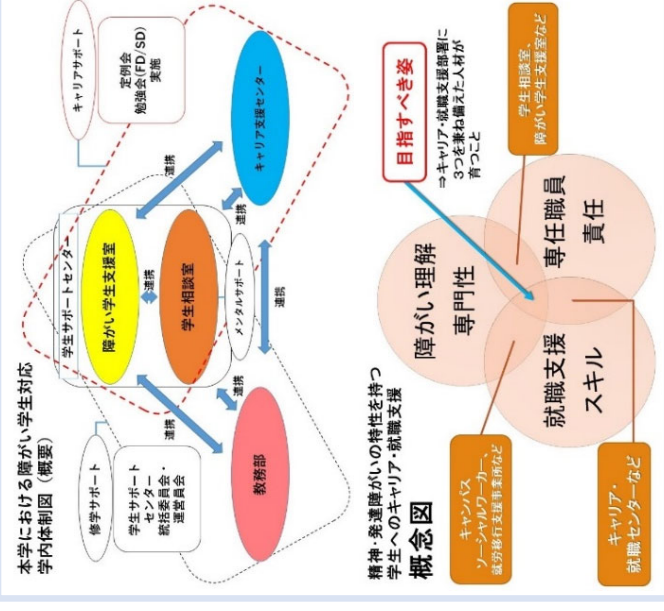 本学における障がい学生対応
学内体制図（概要）
修学サポート
学生サポート
センター
統括委員会・
運営員会
教務部
連携
連携
学生サポートセンター
障がい学生支援室
連携
学生相談室
メンタルサポート
連携
連携
連携
キャリア支援センター
キャリアサポート
定例会
勉強会(FD/SD)
実施
精神・発達障がいの特性を持つ
学生へのキャリア・就職支援
概念図
目指すべき姿
⇒キャリア・就職支援部署に
3つを兼ね備えた人材が
育つこと
障がい理解
専門性
就職支援
スキル
専任職員
責任
キャンパス
ソーシャルワーカー、
就労移行支援事業所など
キャリア・
就職センターなど
学生相談室、
障がい学生支援室など